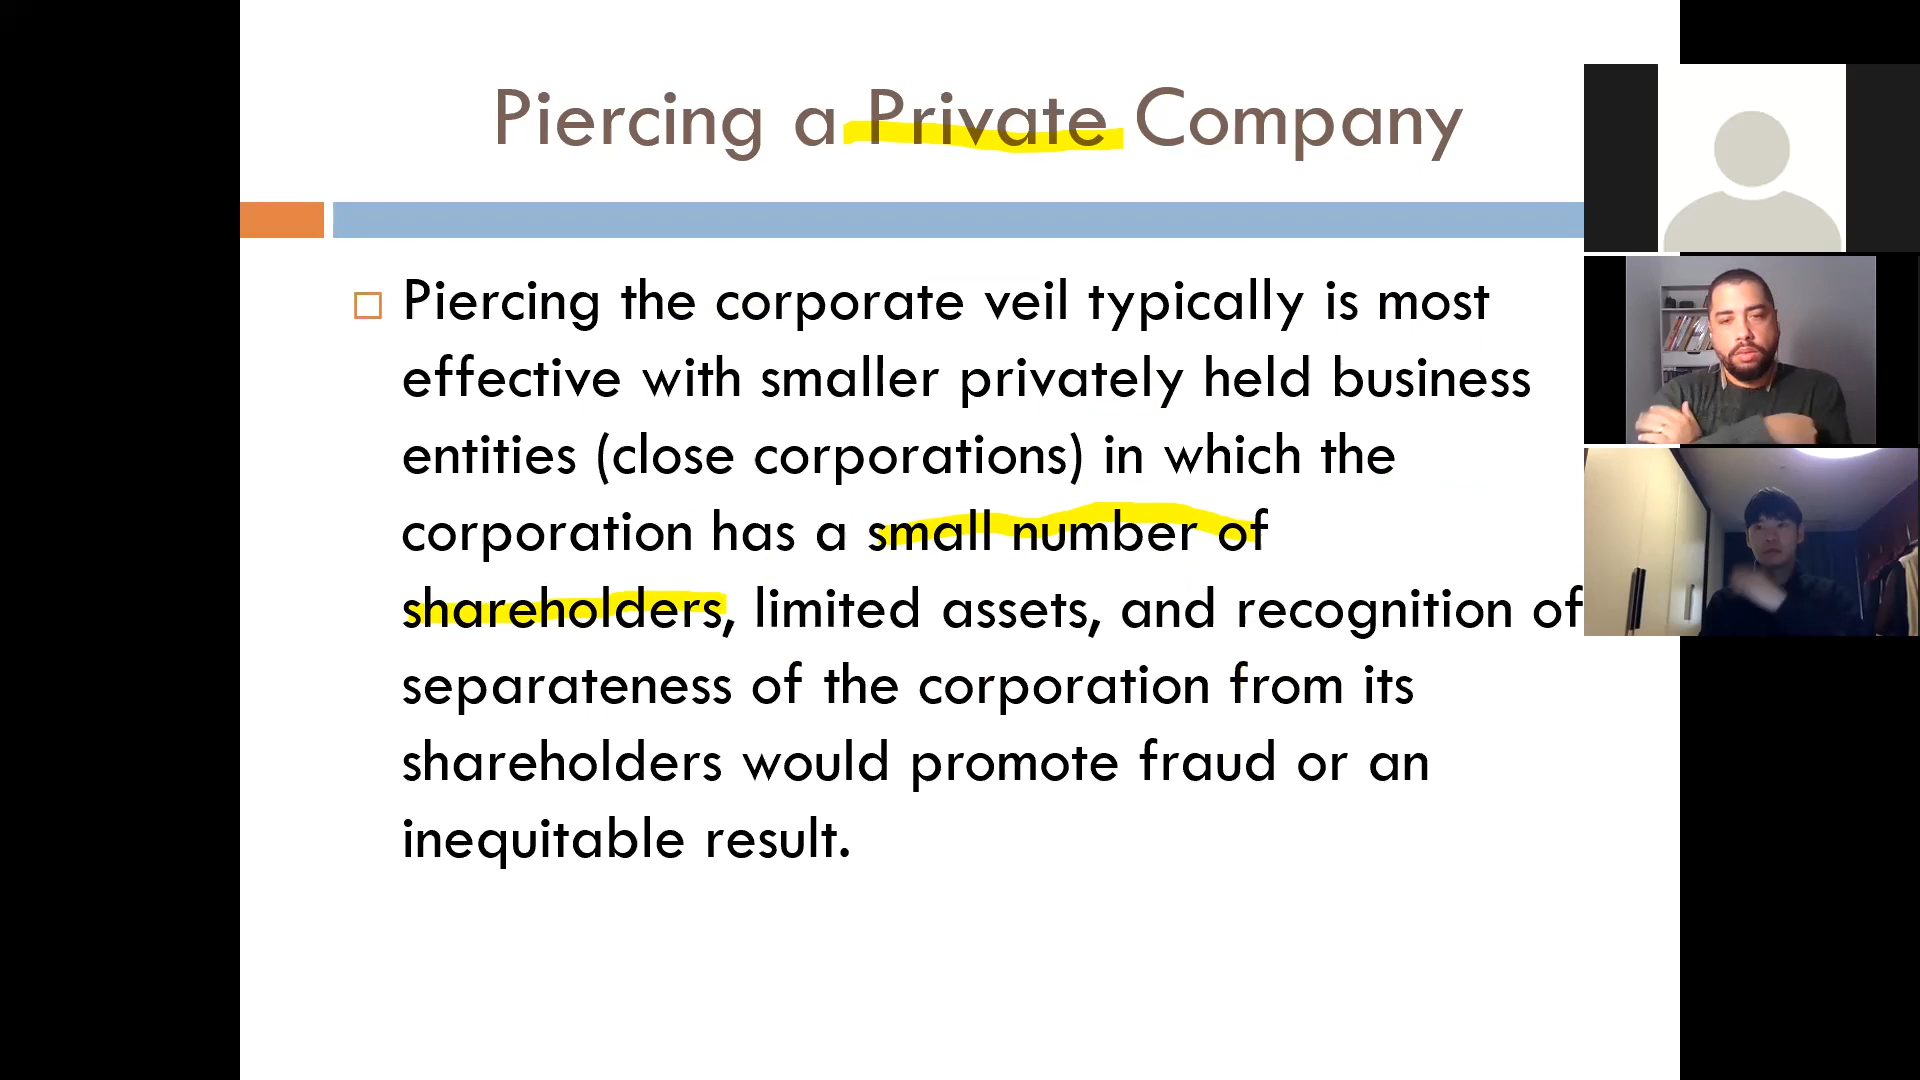 Piercing a Private Company
Piercing the corporate veil typically is most
effective with smaller privately held business
entities (close corporations) in which the
corporation has a small number of
shareholders, limited assets, and recognition of
separateness of the corporation from its
shareholders would promote fraud or an
inequitable result.